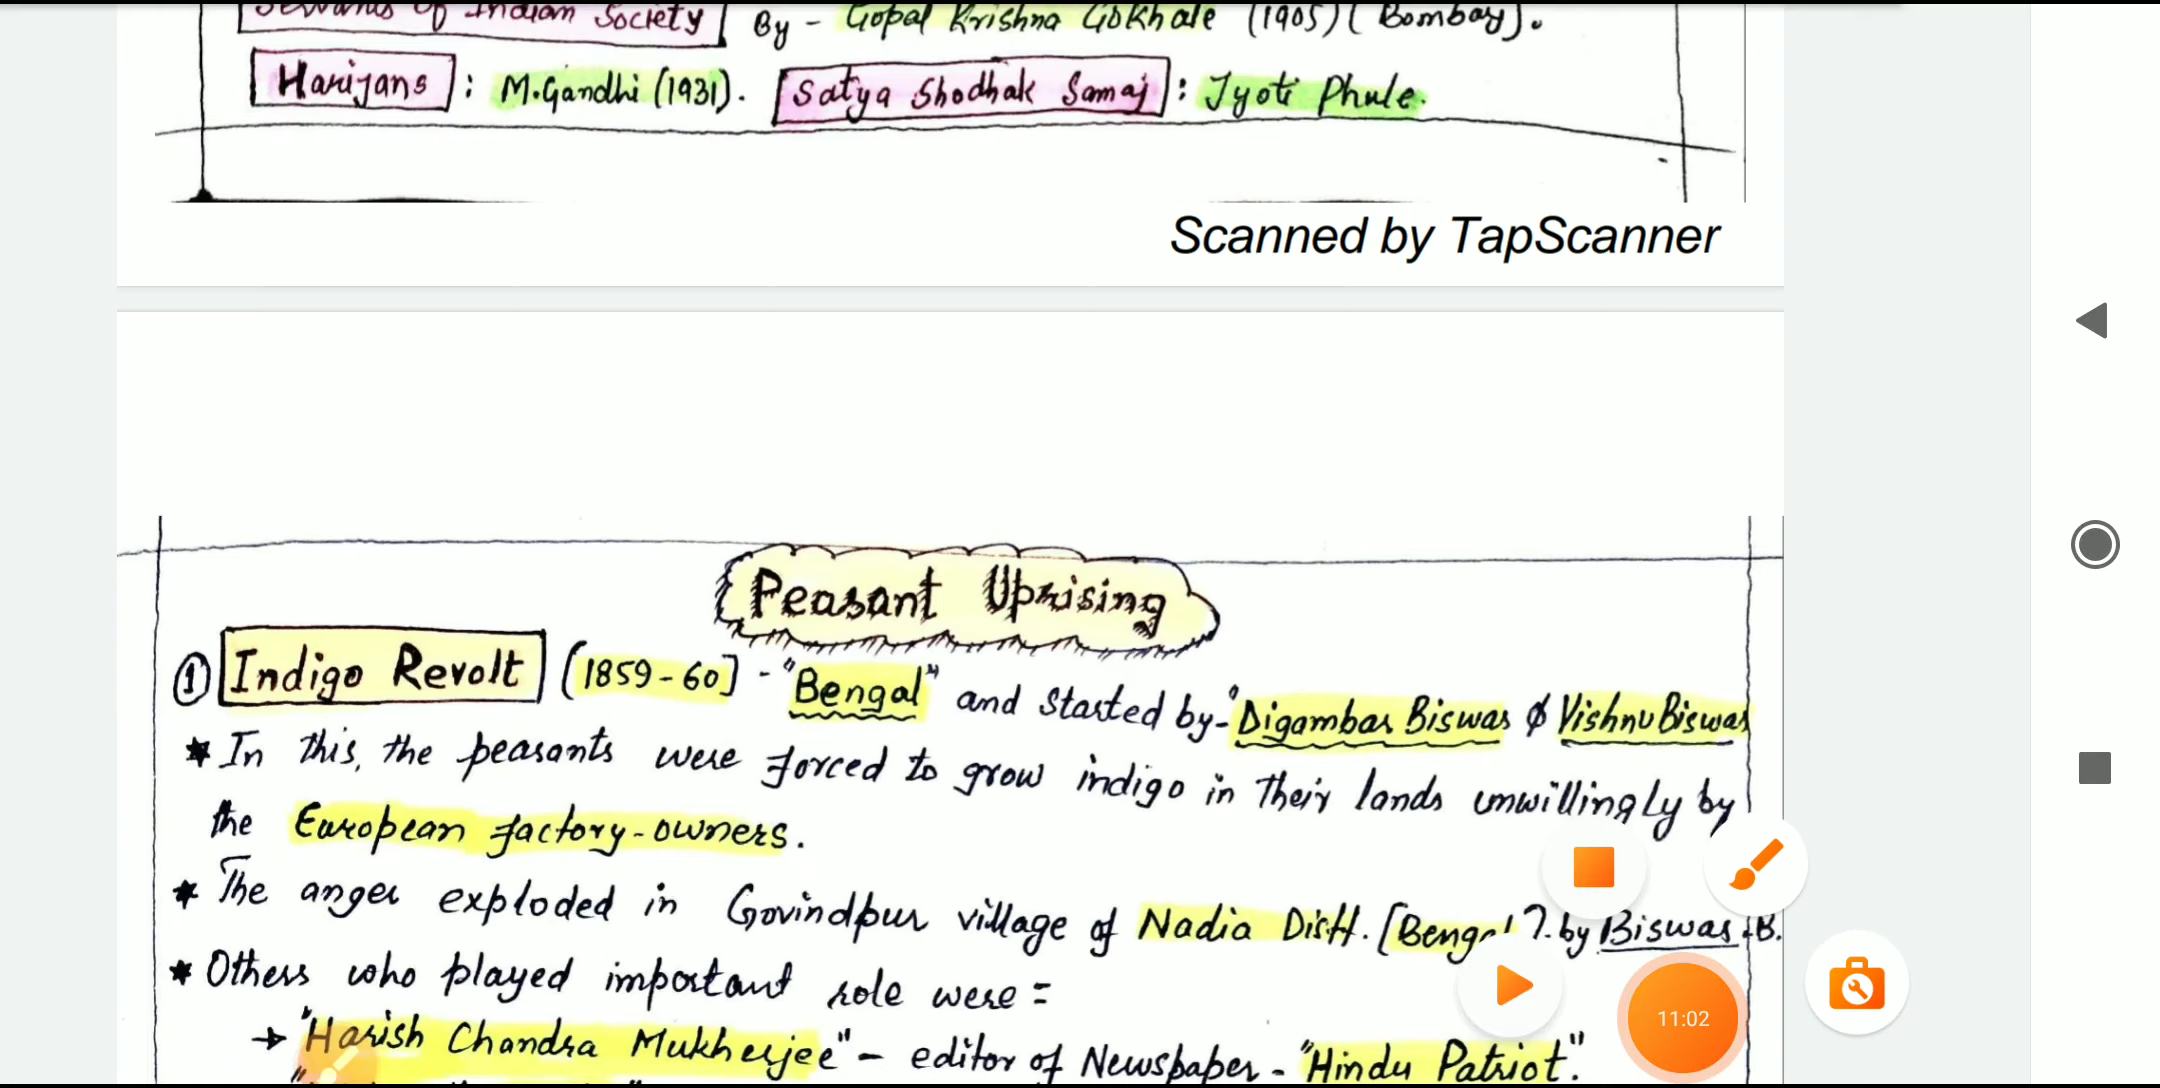 Servants of Indian Society By - Gopal Krishna Gokhale (1905) (Bombay).
Harijans : M.Gandhi (1931). Satya Shodhak Samaj : Jyoti Phule.
Scanned by TapScanner
Peasant Uprising
① Indigo Revolt (1859-60] - "Bengal" and started by - "Digambar Biswas & Vishnu Biswas
* In this, the peasants were forced to grow indigo in their lands unwillingly by
the European factory-owners.
* The anger exploded in Govindpur village of Nadia Distt. [Bengal]. by Biswas B.
* Others who played important role were =
→ "Harish Chandra Mukherjee" - editor of Newspaper - "Hindu Patriot".
11:02